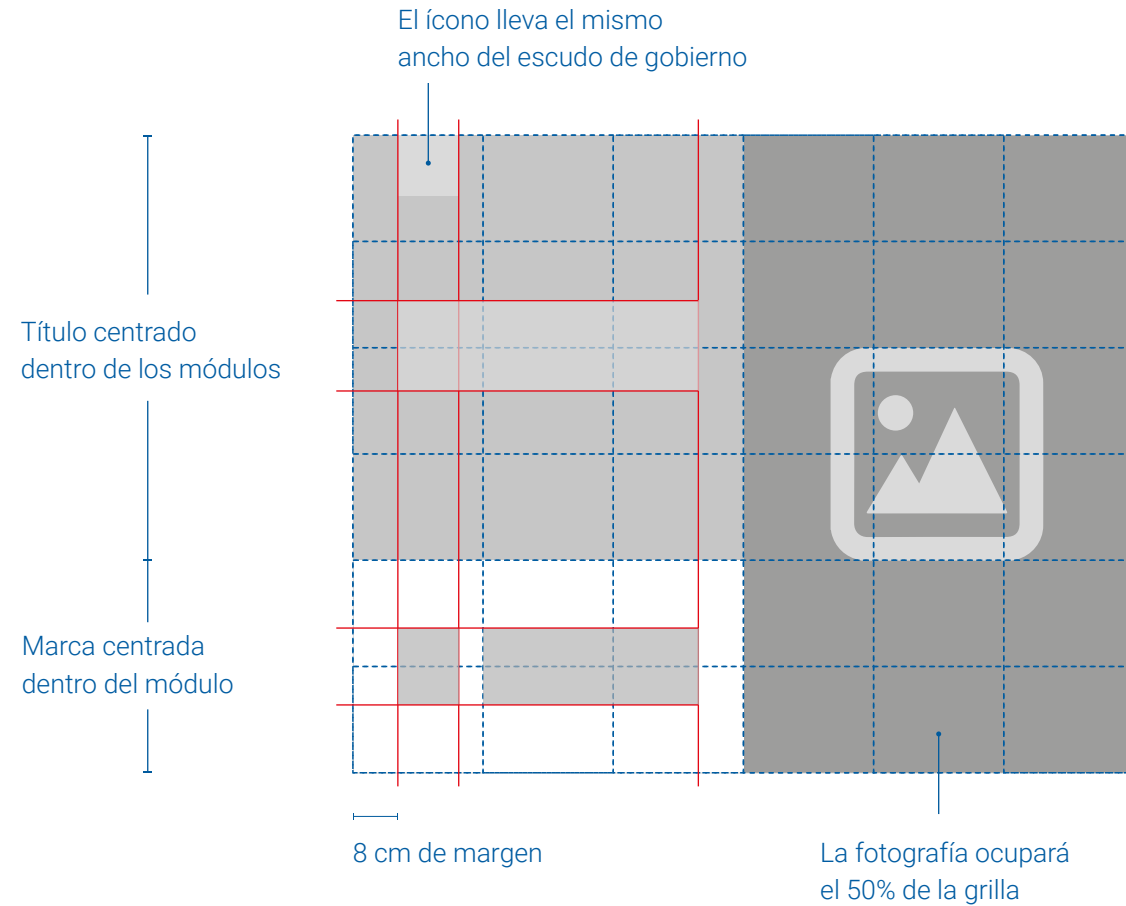 El ícono lleva el mismo
ancho del escudo de gobierno
Título centrado
dentro de los módulos
Marca centrada
dentro del módulo
8 cm de margen
La fotografía ocupará
el 50% de la grilla